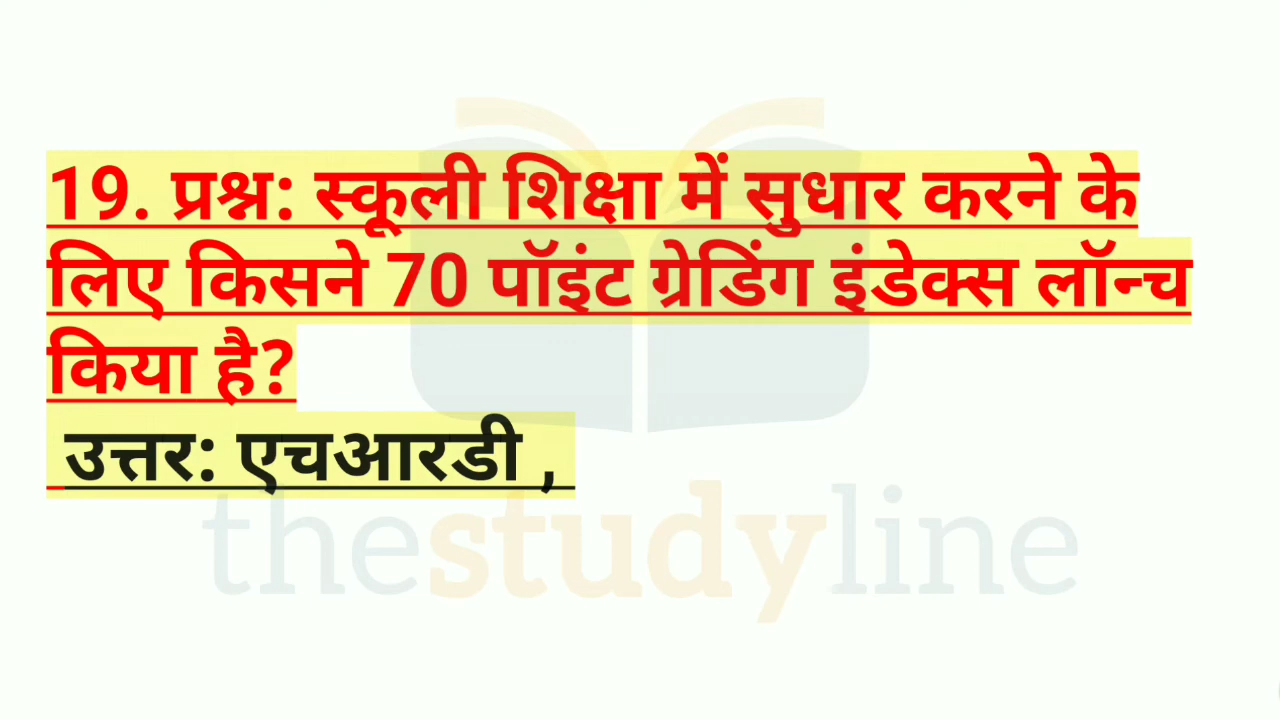 19. प्रश्न: स्कूली शिक्षा में सुधार करने के
लिए किसने 70 पॉइंट ग्रेडिंग इंडेक्स लॉन्च
किया है?
उत्तर: एचआरडी ,
thestudyline